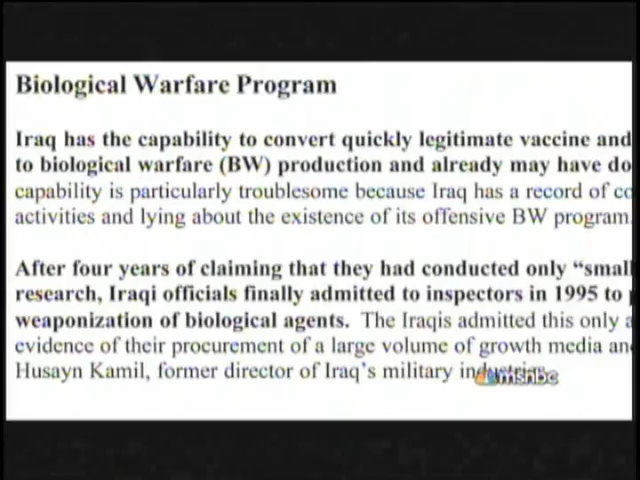 Biological Warfare Program
Iraq has the capability to convert quickly legitimate vaccine and
to biological warfare (BW) production and already may have do
capability is particularly troublesome because Iraq has a record of co
activities and lying about the existence of its offensive BW program
After four years of claiming that they had conducted only “small
research, Iraqi officials finally admitted to inspectors in 1995 to
weaponization of biological agents. The Iraqis admitted this only a
evidence of their procurement of a large volume of growth media an
Husayn Kamil, former director of Iraq’s military industries
msnbc